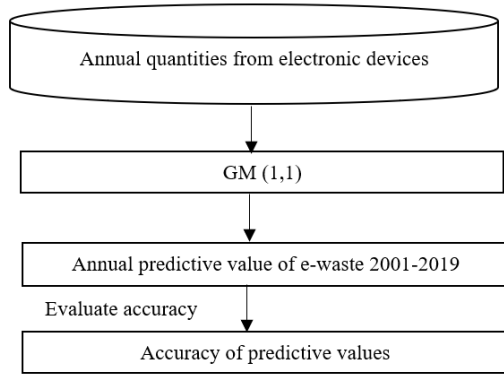 Annual quantities from electronic devices
GM (1,1)
Annual predictive value of e-waste 2001-2019
Evaluate accuracy
Accuracy of predictive values